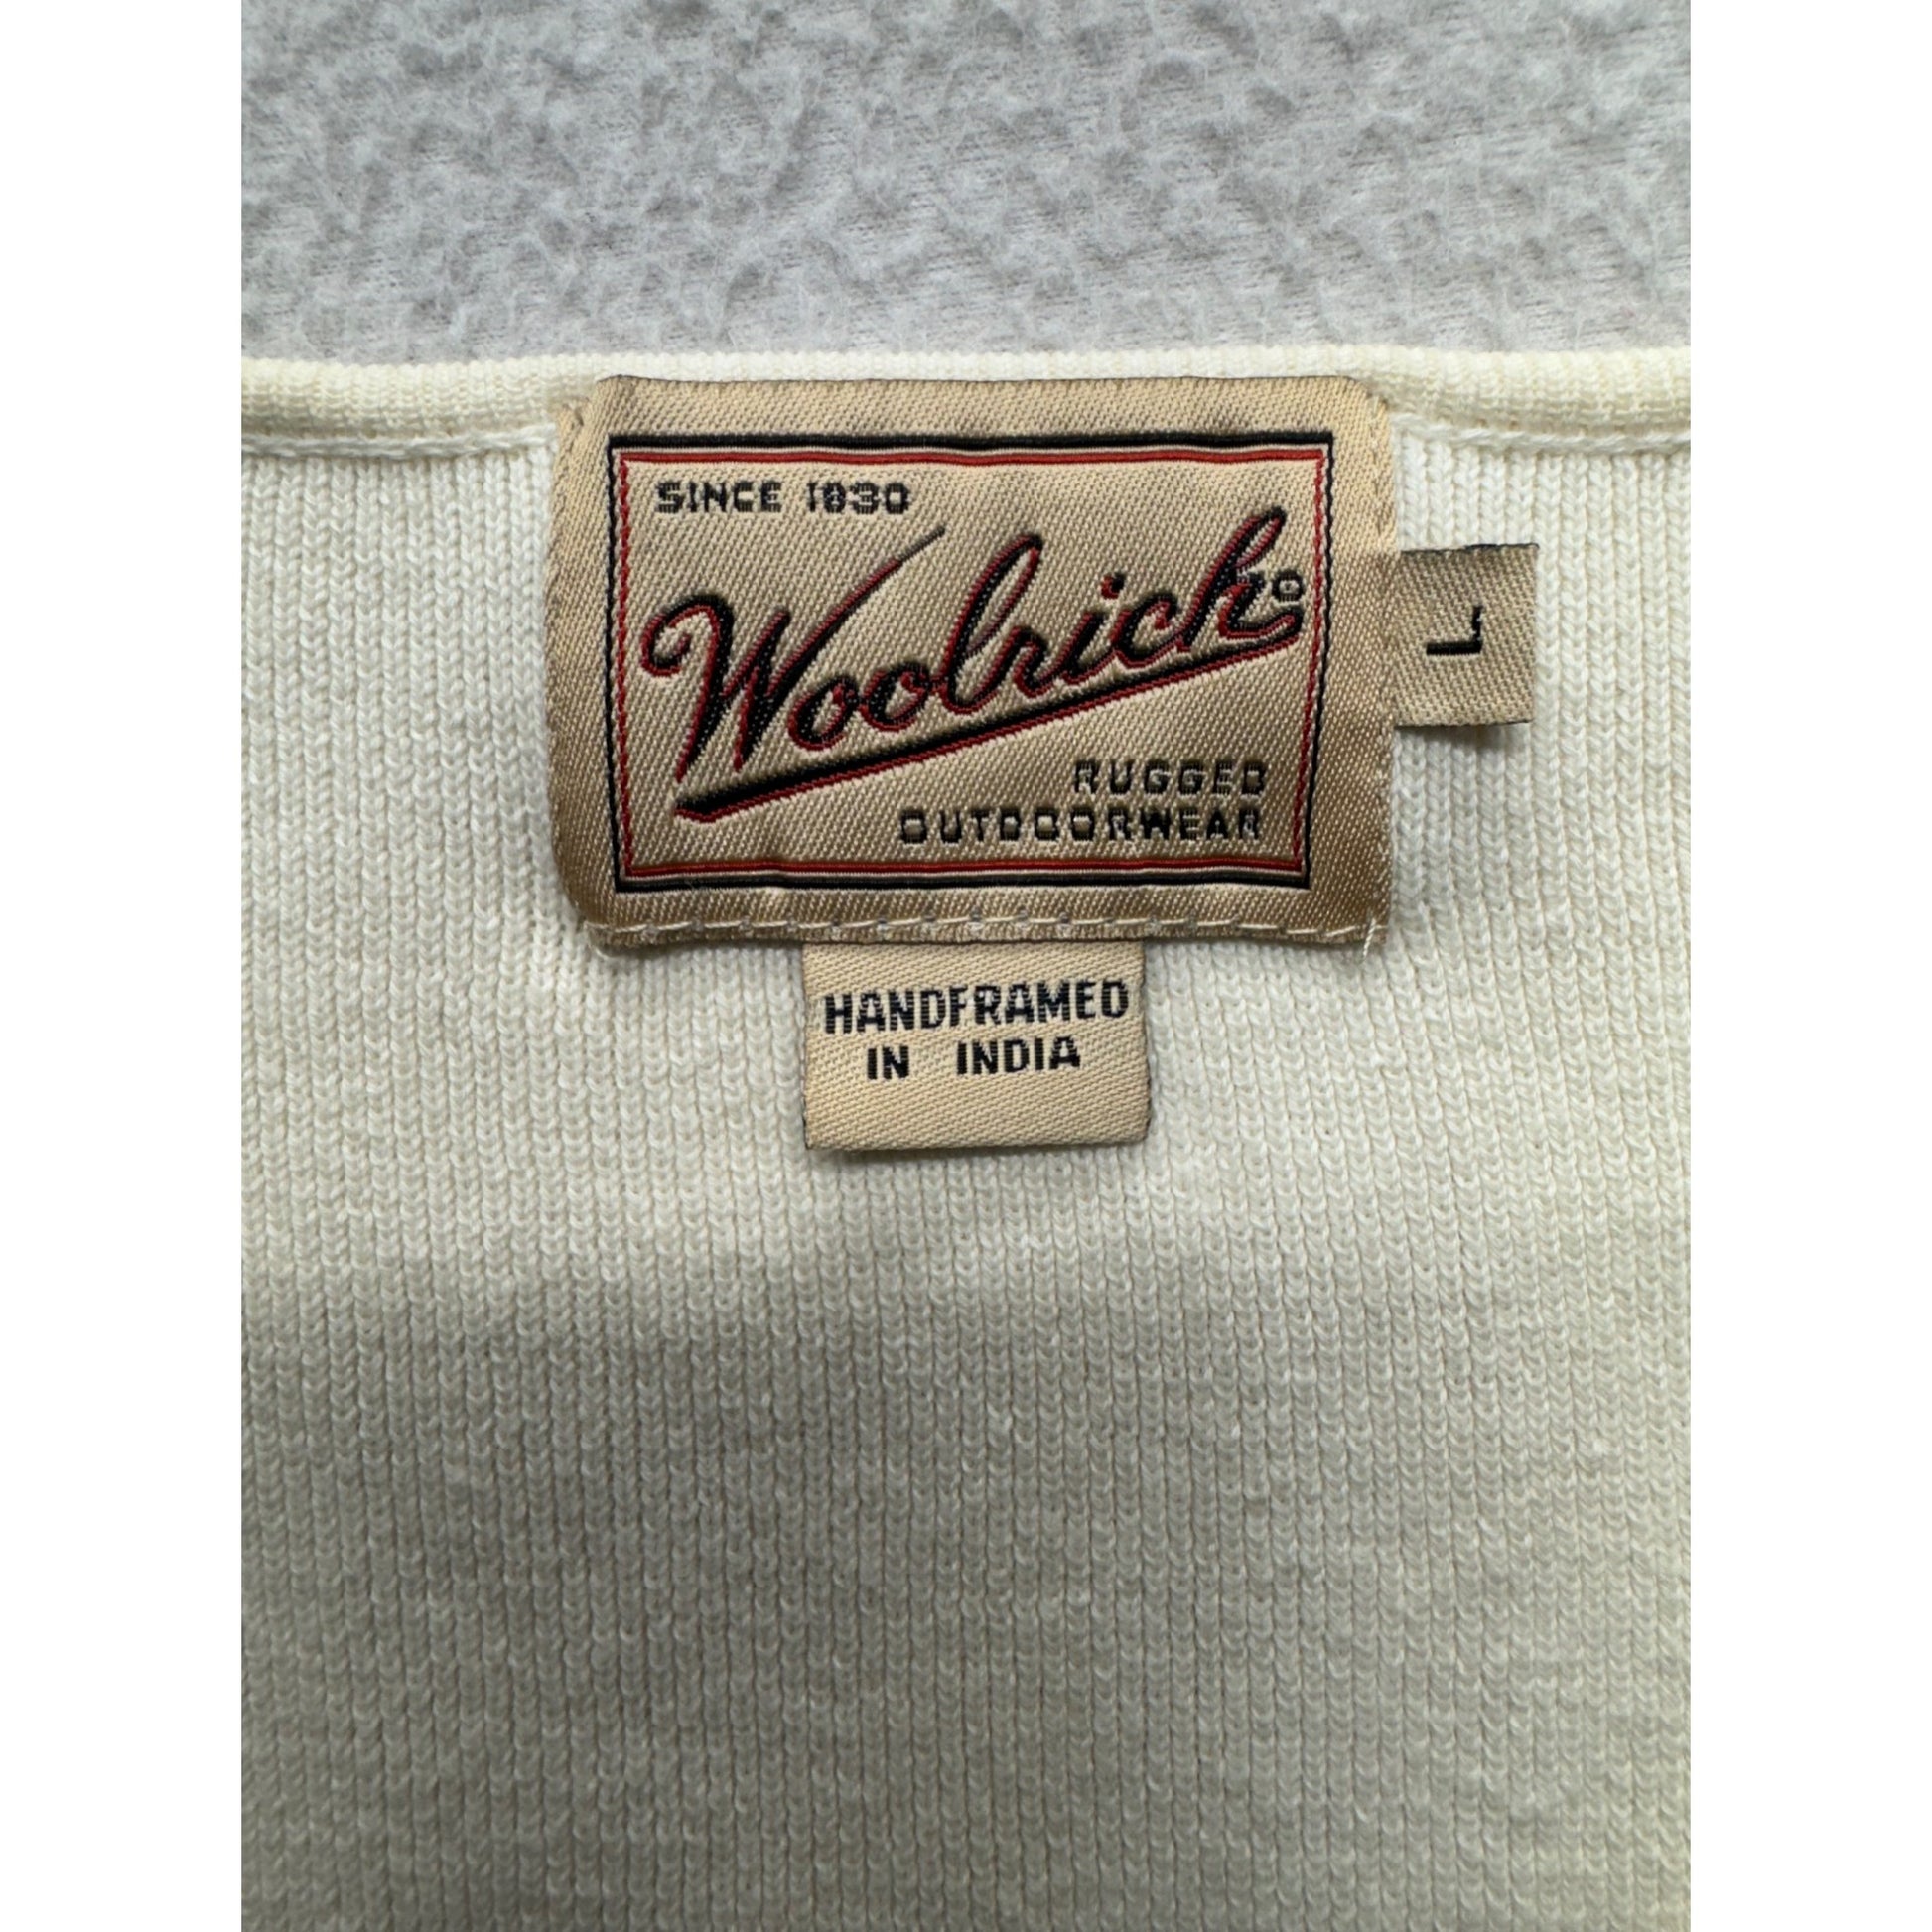 SINCE 1830
Woolrich®
L
RUGGED
OUTDOORWEAR
HANDFRAMED
IN INDIA